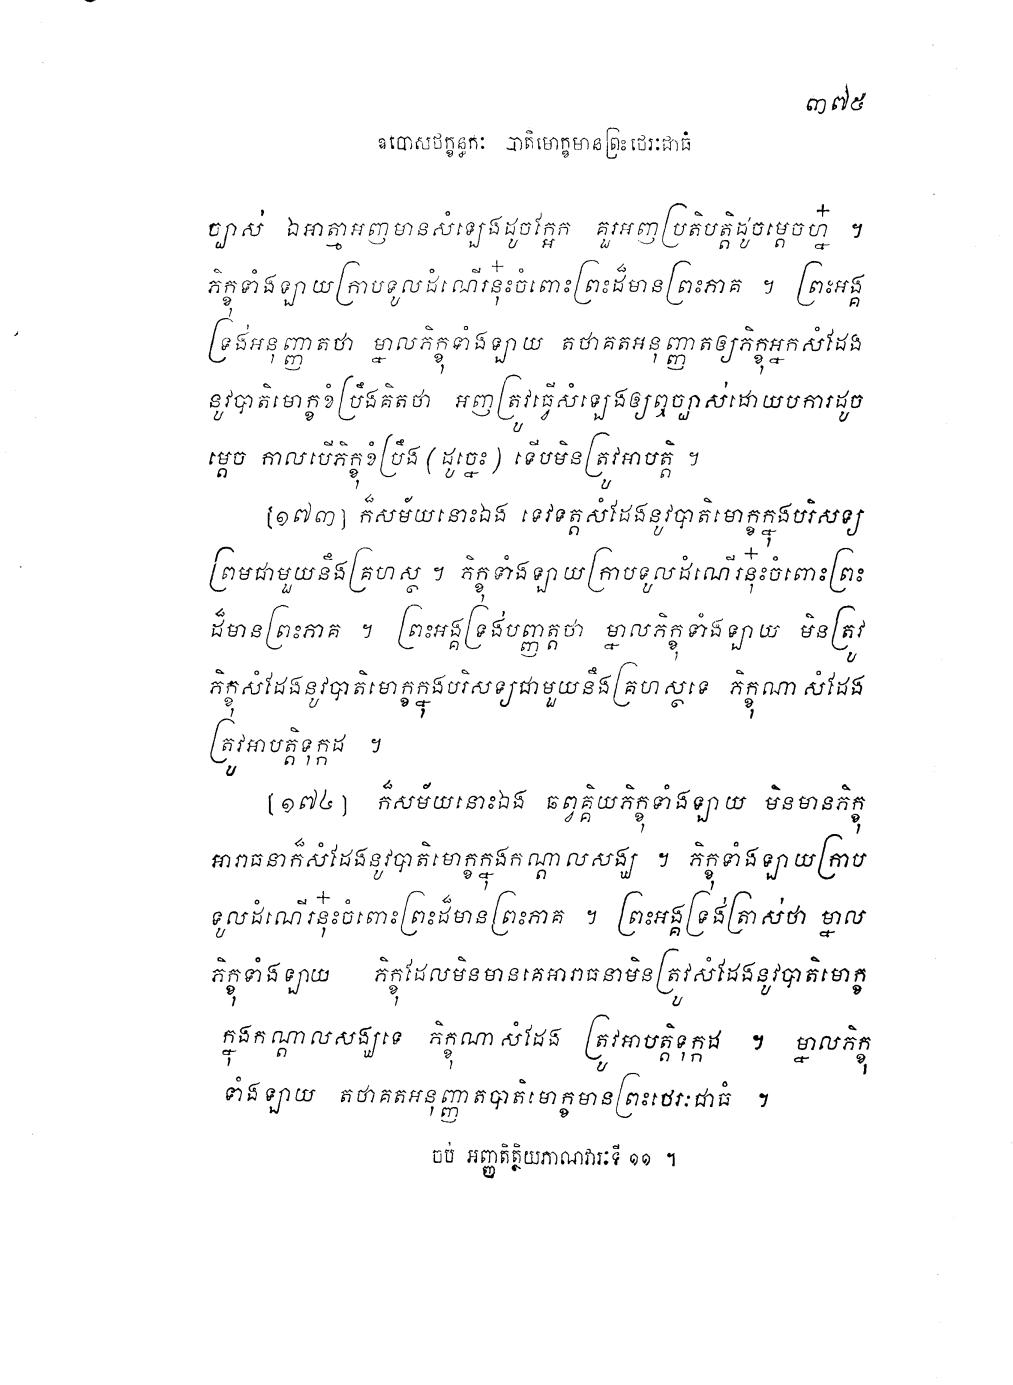 ៣៧៥
ឧបោសថក្ខន្ធកៈ បាតិមោក្ខមានព្រះថេរៈជាធំ
ច្បាស់ ឯអាត្មាអញមានសំឡេងដូចក្អែក គួរអញប្រតិបត្តិដូចម្តេចហ្ន៎ ។
ភិក្ខុទាំងឡាយក្រាបទូលដំណើរនុ៎ះចំពោះព្រះដ៏មានព្រះភាគ ។ ព្រះអង្គ
ទ្រង់អនុញ្ញាតថា ម្នាលភិក្ខុទាំងឡាយ តថាគតអនុញ្ញាតឲ្យភិក្ខុអ្នកសំដែង
នូវបាតិមោក្ខខំប្រឹងគិតថា អញត្រូវធ្វើសំឡេងឲ្យឮច្បាស់ដោយបការដូច
ម្តេច កាលបើភិក្ខុខំប្រឹង (ដូច្នេះ) ទើបមិនត្រូវអាបត្តិ ។
[១៧៣] ក៏សម័យនោះឯង ទេវទត្តសំដែងនូវបាតិមោក្ខក្នុងបរិសទ្យ
ព្រមជាមួយនឹងគ្រហស្ថ ។ ភិក្ខុទាំងឡាយក្រាបទូលដំណើរនុ៎ះចំពោះព្រះ
ដ៏មានព្រះភាគ ។ ព្រះអង្គទ្រង់បញ្ញត្តថា ម្នាលភិក្ខុទាំងឡាយ មិនត្រូវ
ភិក្ខុសំដែងនូវបាតិមោក្ខក្នុងបរិសទ្យជាមួយនឹងគ្រហស្ថទេ ភិក្ខុណាសំដែង
ត្រូវអាបត្តិទុក្កដ ។
[១៧៤] ក៏សម័យនោះឯង ឆព្វគ្គិយភិក្ខុទាំងឡាយ មិនមានភិក្ខុ
អារាធនាក៏សំដែងនូវបាតិមោក្ខក្នុងកណ្តាលសង្ឃ ។ ភិក្ខុទាំងឡាយក្រាប
ទូលដំណើរនុ៎ះចំពោះព្រះដ៏មានព្រះភាគ ។ ព្រះអង្គទ្រង់ត្រាស់ថា ម្នាល
ភិក្ខុទាំងឡាយ ភិក្ខុដែលមិនមានគេអារាធនាមិនត្រូវសំដែងនូវបាតិមោក្ខ
ក្នុងកណ្តាលសង្ឃទេ ភិក្ខុណាសំដែង ត្រូវអាបត្តិទុក្កដ ។ ម្នាលភិក្ខុ
ទាំងឡាយ តថាគតអនុញ្ញាតបាតិមោក្ខមានព្រះថេរៈជាធំ ។
ចប់ អញ្ញតិត្ថិយភាណវារៈទី ១១ ។